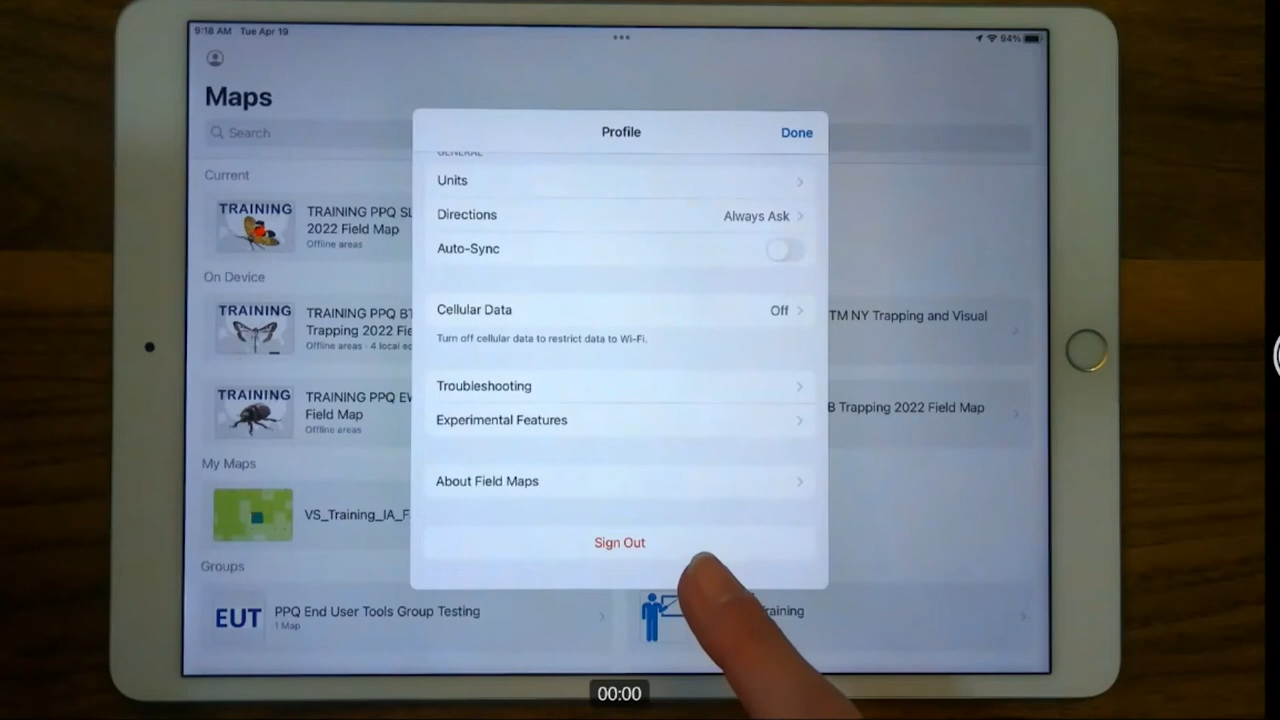 9:18 AM Tue Apr 19
94%
Maps
Search
Current
TRAINING
TRAINING PPQ SL
2022 Field Map
Offline areas
On Device
TRAINING
TRAINING PPQ BT
Trapping 2022 Fie
Offline areas · 4 local ed
TM NY Trapping and Visual
TRAINING
TRAINING PPQ EW
Field Map
Offline areas
B Trapping 2022 Field Map
My Maps
VS_Training_IA_F
Groups
EUT
PPQ End User Tools Group Testing
1 Map
raining
Profile
Done
GENERAL
Units
Directions
Always Ask
Auto-Sync
Cellular Data
Off
Turn off cellular data to restrict data to Wi-Fi.
Troubleshooting
Experimental Features
About Field Maps
Sign Out
00:00